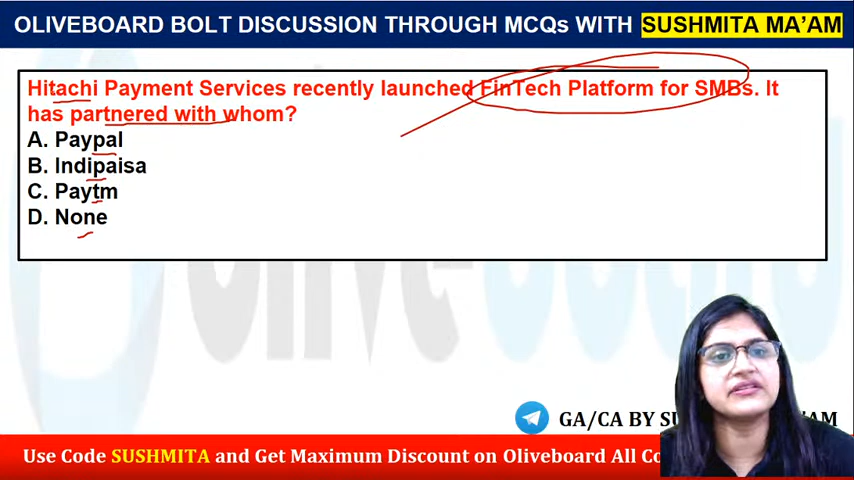 OLIVEBOARD BOLT DISCUSSION THROUGH MCQs WITH SUSHMITA MA'AM
Hitachi Payment Services recently launched FinTech Platform for SMBs. It
has partnered with whom?
A. Paypal
B. Indipaisa
C. Paytm
D. None
olive
GA/CA BY SU 'AM
Use Code SUSHMITA and Get Maximum Discount on Oliveboard All Co